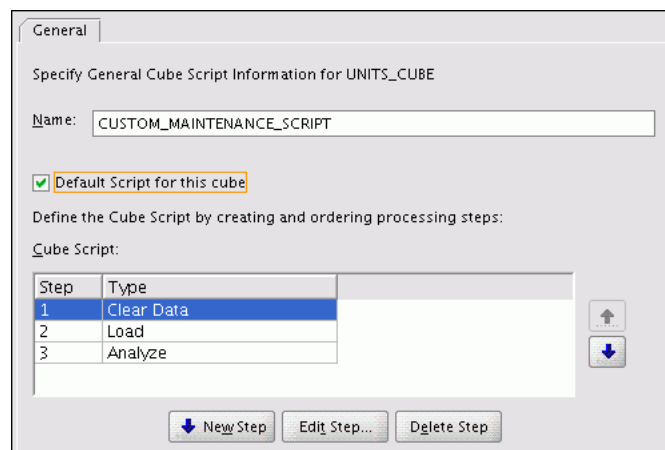 General
Specify General Cube Script Information for UNITS_CUBE
Name: CUSTOM_MAINTENANCE_SCRIPT
Default Script for this cube
Define the Cube Script by creating and ordering processing steps:
Cube Script:
Step Type
1 Clear Data
2 Load
3 Analyze
New Step Edit Step... Delete Step